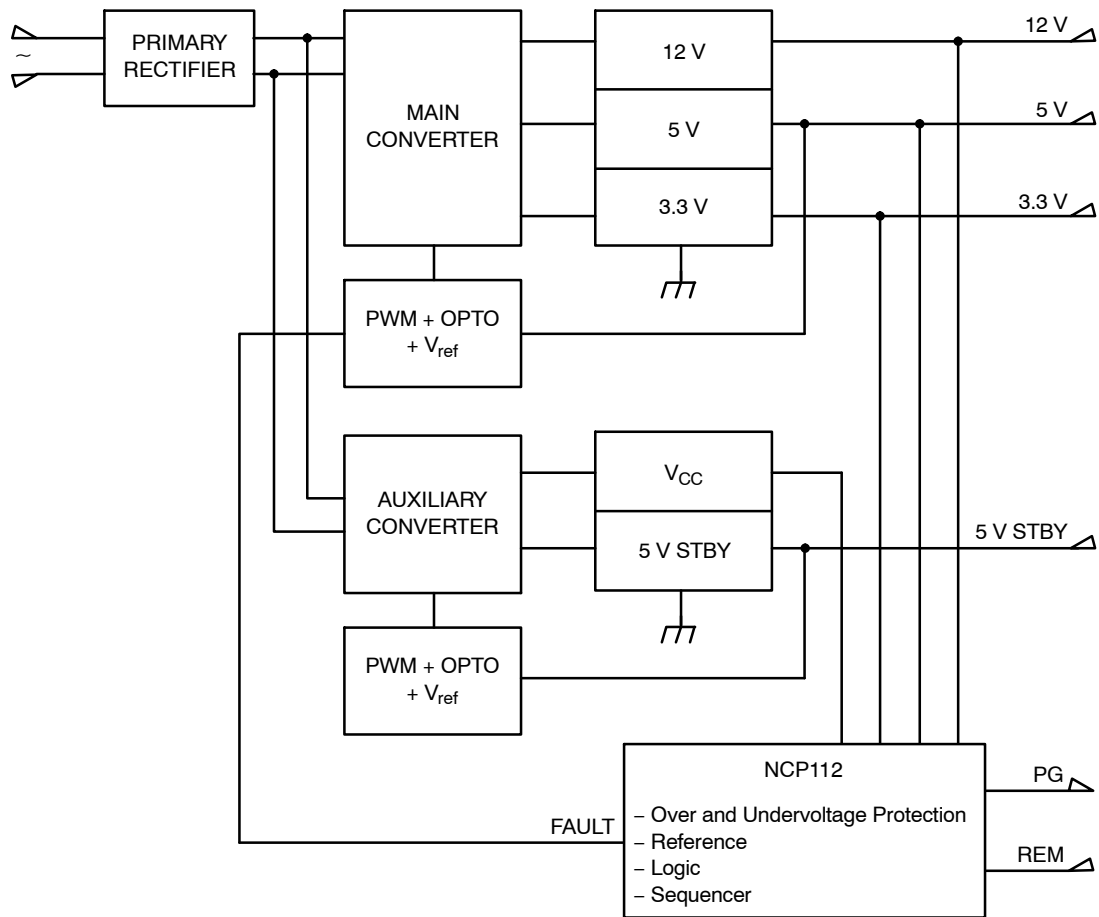 PRIMARY
RECTIFIER
~
MAIN
CONVERTER
12 V
5 V
3.3 V
12 V
5 V
3.3 V
PWM + OPTO
+ Vref
AUXILIARY
CONVERTER
VCC
5 V STBY
5 V STBY
PWM + OPTO
+ Vref
NCP112
– Over and Undervoltage Protection
– Reference
– Logic
– Sequencer
FAULT
PG
REM